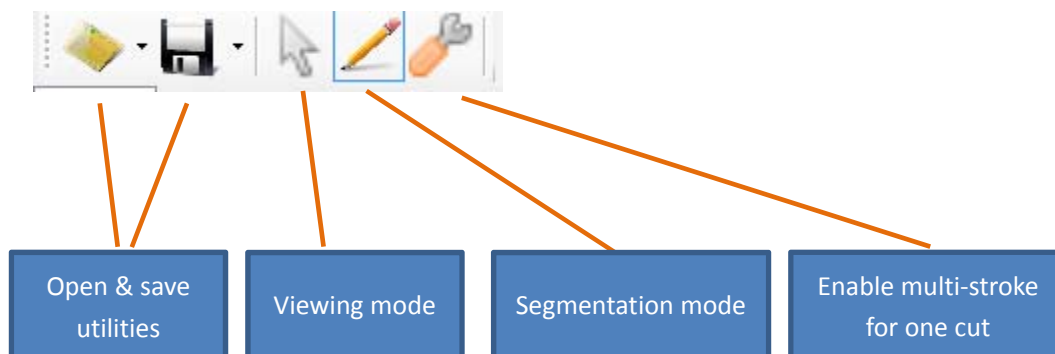 Open & save
utilities
Viewing mode
Segmentation mode
Enable multi-stroke
for one cut